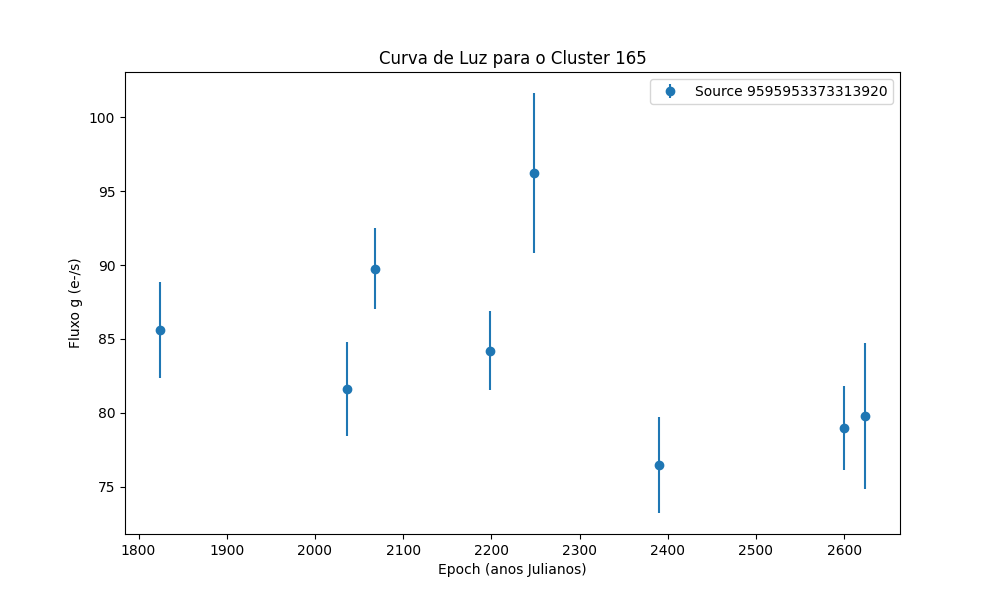 Curva de Luz para o Cluster 165
Source 9595953373313920
Fluxo g (e-/s)
100
95
90
85
80
75
1800 1900 2000 2100 2200 2300 2400 2500 2600
Epoch (anos Julianos)